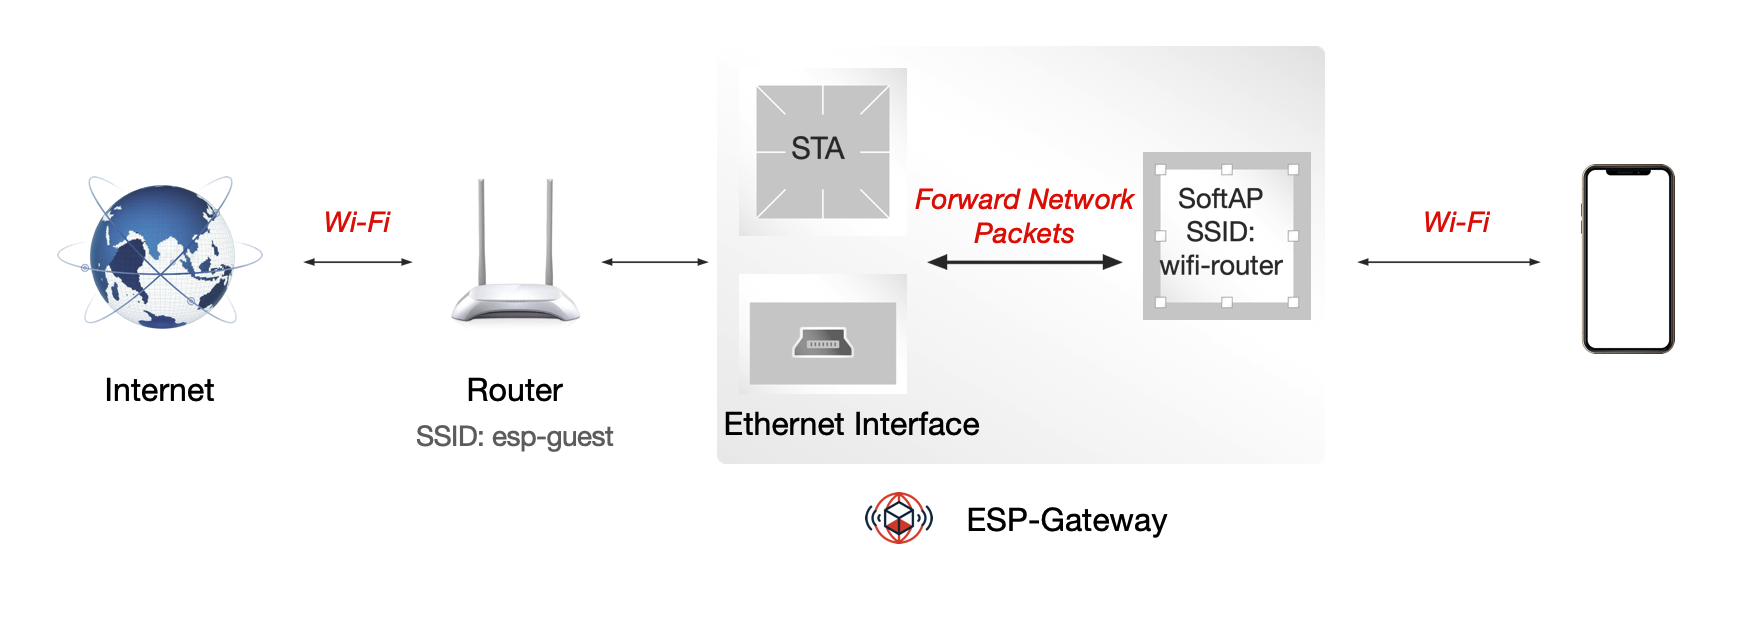 Wi-Fi
STA
Forward Network
Packets
SoftAP
SSID:
wifi-router
Wi-Fi
Internet
Router
SSID: esp-guest
Ethernet Interface
ESP-Gateway